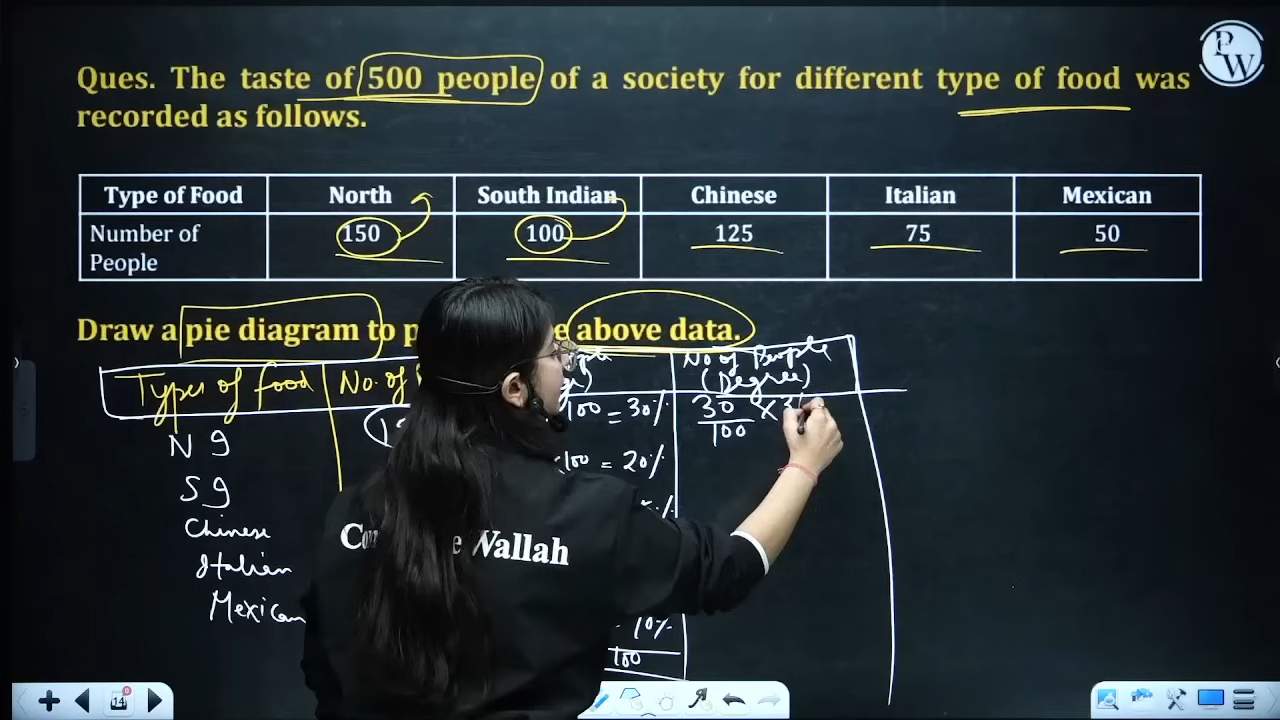 PW
Ques. The taste of 500 people of a society for different type of food was
recorded as follows.
Type of Food North South Indian Chinese Italian Mexican
Number of People 150 100 125 75 50
Draw a pie diagram to above data.
Types of food No. of No of People
(Degree)
N I 100 = 30% 30/100 ×
S I 100 = 20%
Chinese
Italian
Mexican 10%
100
Wallah
14